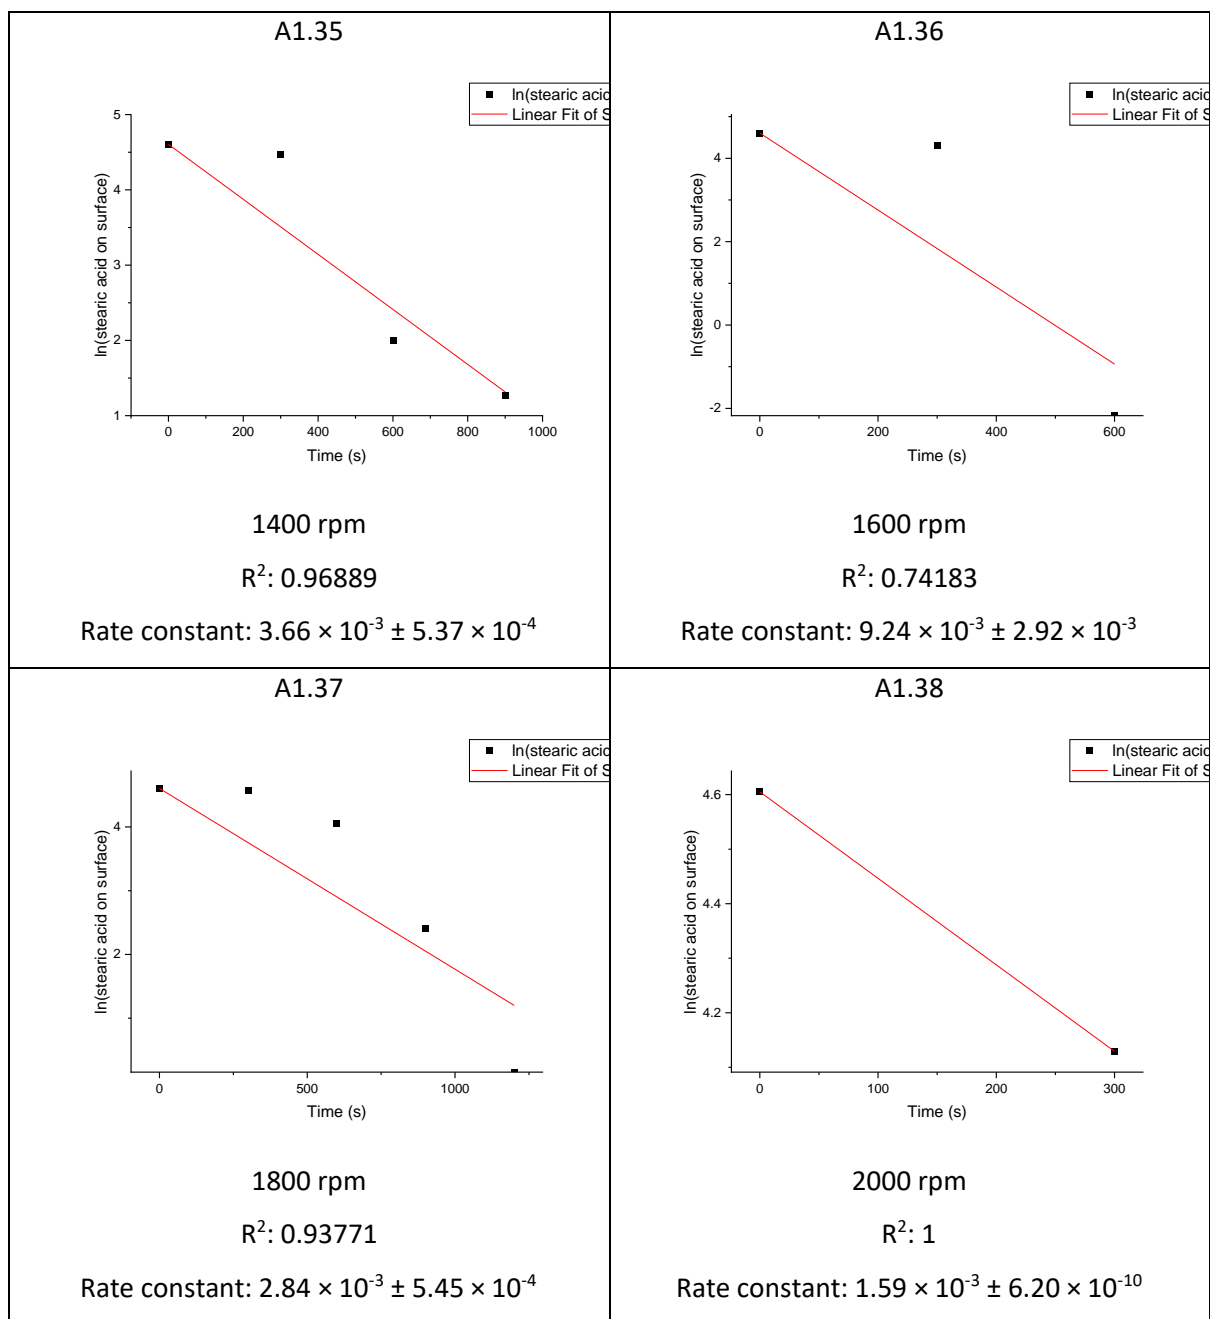 A1.35
ln(stearic acid
Linear Fit of S
5
4
3
2
1
ln(stearic acid on surface)
0 200 400 600 800 1000
Time (s)
1400 rpm
R²: 0.96889
Rate constant: 3.66 × 10⁻³ ± 5.37 × 10⁻⁴
A1.36
ln(stearic acid
Linear Fit of S
4
2
0
-2
ln(stearic acid on surface)
0 200 400 600
Time (s)
1600 rpm
R²: 0.74183
Rate constant: 9.24 × 10⁻³ ± 2.92 × 10⁻³
A1.37
ln(stearic acid
Linear Fit of S
4
2
ln(stearic acid on surface)
0 500 1000
Time (s)
1800 rpm
R²: 0.93771
Rate constant: 2.84 × 10⁻³ ± 5.45 × 10⁻⁴
A1.38
ln(stearic acid
Linear Fit of S
4.6
4.4
4.2
ln(stearic acid on surface)
0 100 200 300
Time (s)
2000 rpm
R²: 1
Rate constant: 1.59 × 10⁻³ ± 6.20 × 10⁻¹⁰